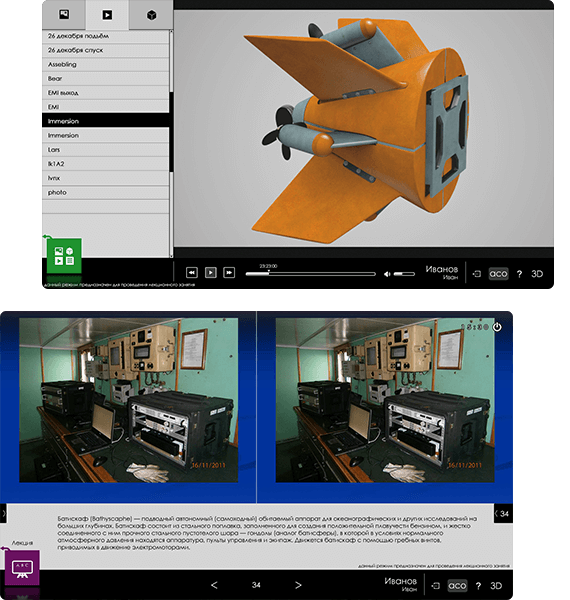 26 декабря подъём
26 декабря спуск
Assebling
Bear
EMI выход
EMI
Immersion
Immersion
Lars
lk1A2
lvnx
photo
23:23:00
Иванов
Иван
aco
?
3D
данный режим предназначен для проведения лекционного занятия
15:30
16/11/2011
16/11/2011
34
Батискаф (Bathyscaphe) — подводный автономный (самоходный) обитаемый аппарат для океанографических и других исследований на
больших глубинах. Батискаф состоит из стального поплавка, заполненного для создания положительной плавучести бензином, и жестко
соединенного с ним прочного стального пустотелого шара — гондолы (аналог батисферы), в которой в условиях нормального
атмосферного давления находятся аппаратура, пульты управления и экипаж. Движется батискаф с помощью гребных винтов,
приводимых в движение электромоторами.
Лекция
ABC
данный режим предназначен для проведения лекционного занятия
< 34 >
Иванов
Иван
aco
?
3D